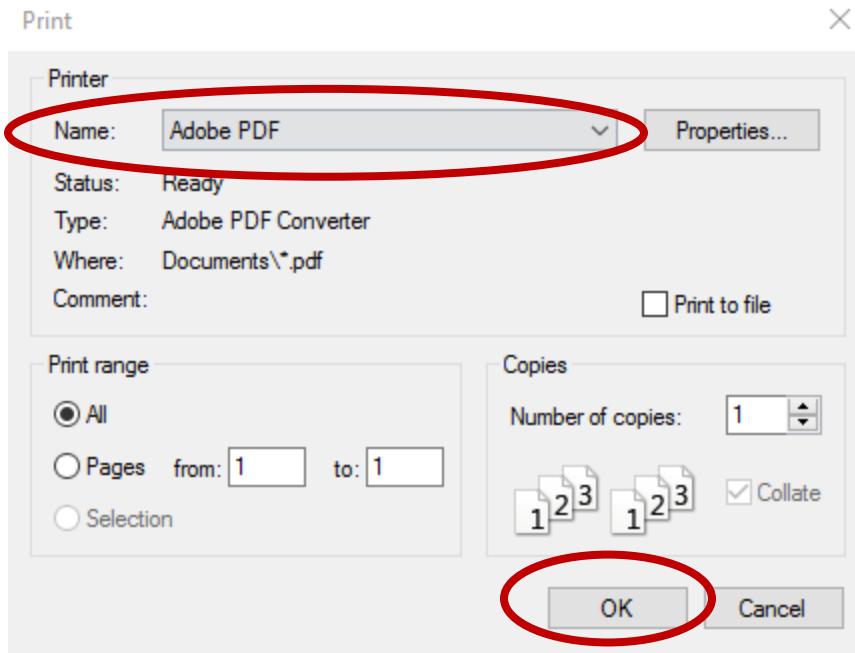 Print
Printer
Name: Adobe PDF Properties...
Status: Ready
Type: Adobe PDF Converter
Where: Documents\*.pdf
Comment: Print to file
Print range
All
Pages from: 1 to: 1
Selection
Copies
Number of copies: 1
1 2 3 1 2 3 Collate
OK Cancel